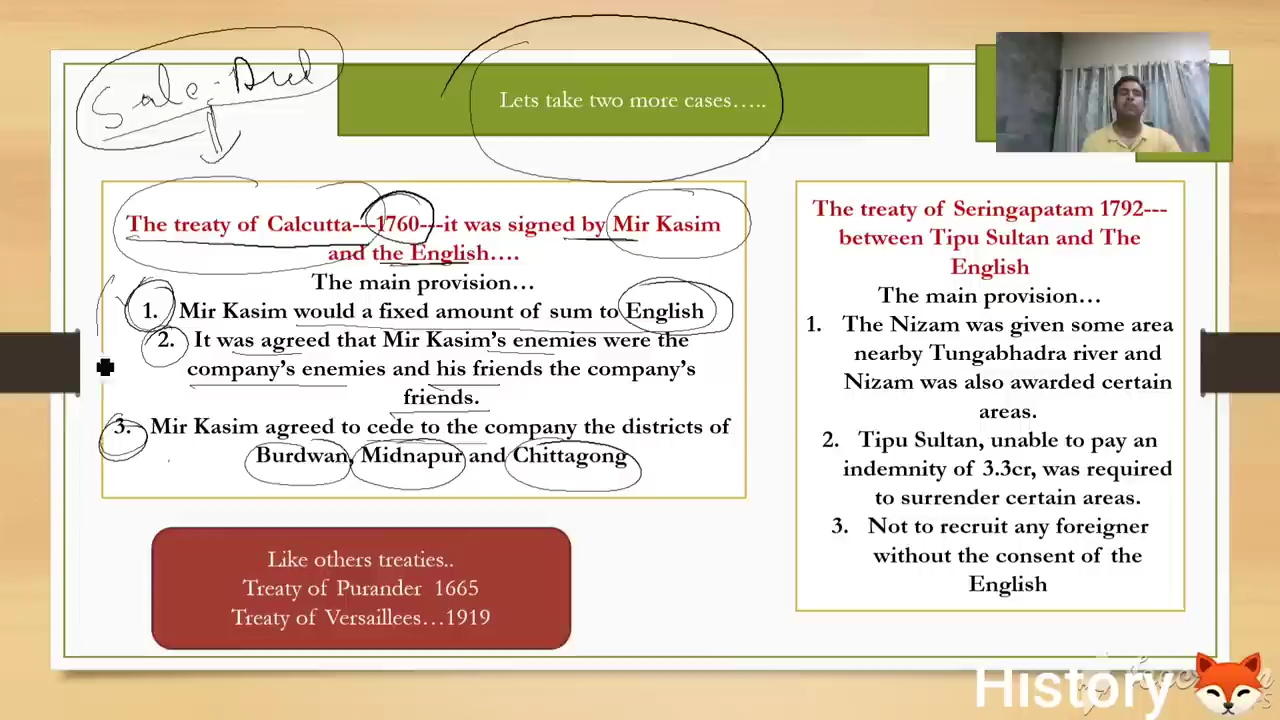 Sale-Deed
Lets take two more cases…..
The treaty of Calcutta---1760---it was signed by Mir Kasim
and the English….
The main provision…
1. Mir Kasim would a fixed amount of sum to English
2. It was agreed that Mir Kasim’s enemies were the
company’s enemies and his friends the company’s
friends.
3. Mir Kasim agreed to cede to the company the districts of
Burdwan, Midnapur and Chittagong
Like others treaties..
Treaty of Purander 1665
Treaty of Versaillees…1919
The treaty of Seringapatam 1792---
between Tipu Sultan and The
English
The main provision…
1. The Nizam was given some area
nearby Tungabhadra river and
Nizam was also awarded certain
areas.
2. Tipu Sultan, unable to pay an
indemnity of 3.3cr, was required
to surrender certain areas.
3. Not to recruit any foreigner
without the consent of the
English
History